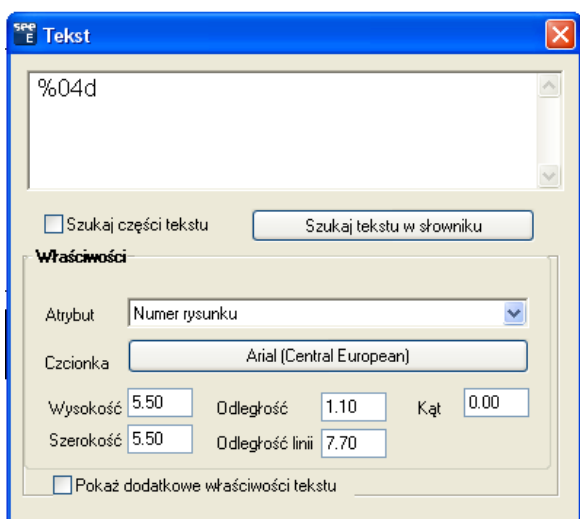 see E Tekst
%04d
Szukaj części tekstu Szukaj tekstu w słowniku
Właściwości
Atrybut Numer rysunku
Czcionka Arial (Central European)
Wysokość 5.50 Odległość 1.10 Kąt 0.00
Szerokość 5.50 Odległość linii 7.70
Pokaż dodatkowe właściwości tekstu